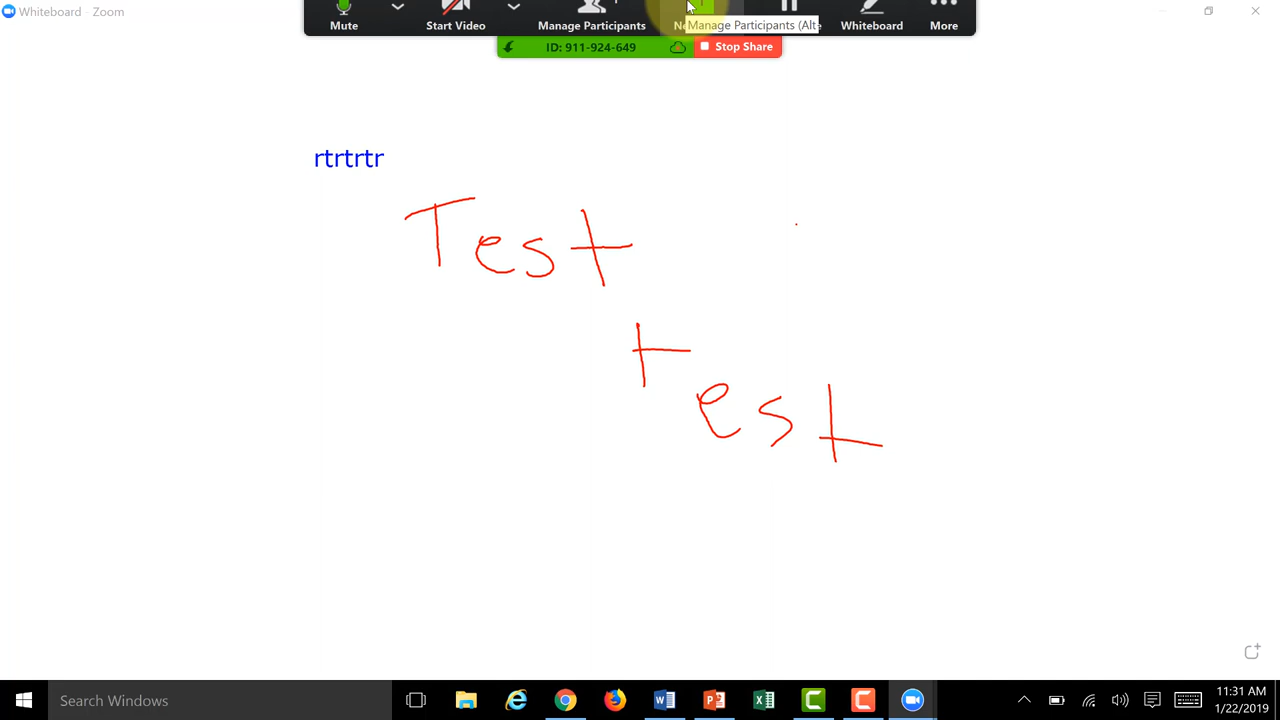 Whiteboard - Zoom
Mute
Start Video
Manage Participants
Manage Participants (Alt+
Whiteboard
More
ID: 911-924-649
Stop Share
rtrtrtr
Test
test
Search Windows
11:31 AM
1/22/2019